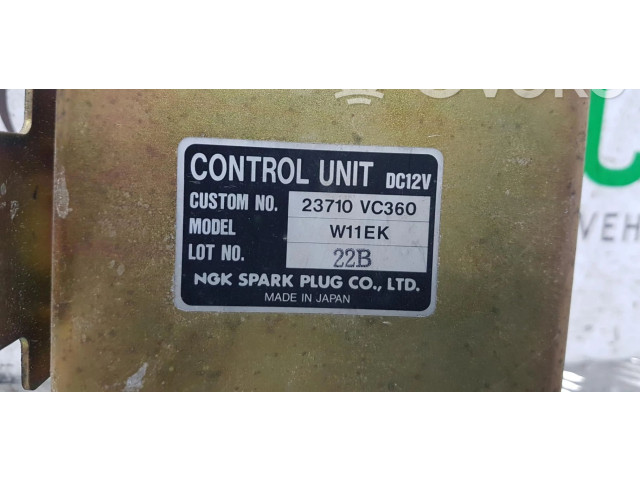 CONTROL UNIT DC12V
CUSTOM NO. 23710 VC360
MODEL W11EK
LOT NO. 22B
NGK SPARK PLUG CO., LTD.
MADE IN JAPAN
VEH